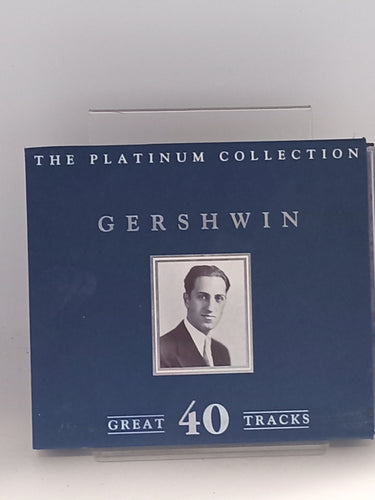 THE PLATINUM COLLECTION
GERSHWIN
GREAT 40 TRACKS